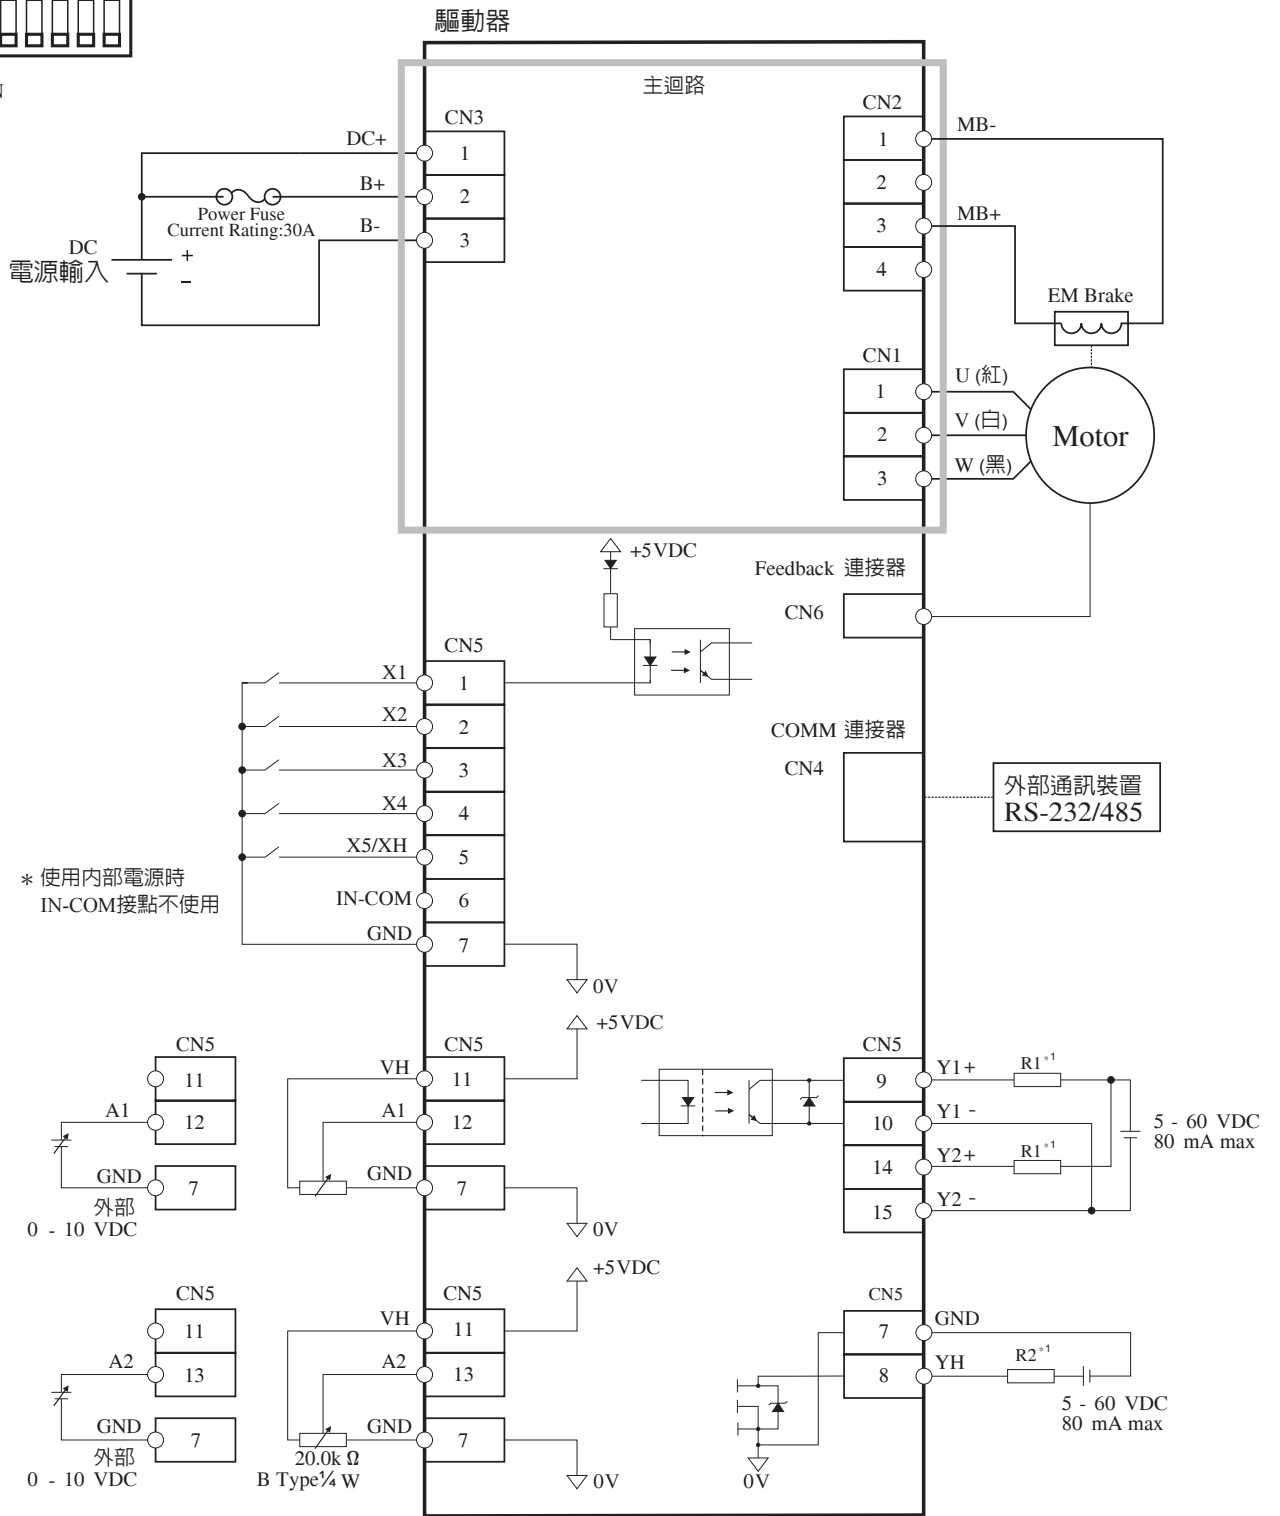 驅動器
主迴路
CN3
DC+
1
B+
2
Power Fuse
Current Rating:30A
B-
3
DC
電源輸入
+
−
CN2
1
MB-
2
3
MB+
4
EM Brake
CN1
1
U (紅)
2
V (白)
3
W (黑)
Motor
+5VDC
Feedback 連接器
CN6
COMM 連接器
CN4
外部通訊裝置
RS-232/485
CN5
X1
1
X2
2
X3
3
X4
4
X5/XH
5
IN-COM
6
GND
7
0V
* 使用內部電源時
IN-COM接點不使用
CN5
11
A1
12
GND
7
外部
0 - 10 VDC
+5VDC
CN5
VH
11
A1
12
GND
7
0V
CN5
9
Y1+
R1*1
10
Y1 -
14
Y2+
R1*1
15
Y2 -
5 - 60 VDC
80 mA max
CN5
11
A2
13
GND
7
外部
0 - 10 VDC
+5VDC
CN5
VH
11
A2
13
GND
7
20.0k Ω
B Type¼ W
0V
CN5
7
GND
8
YH
R2*1
5 - 60 VDC
80 mA max
0V